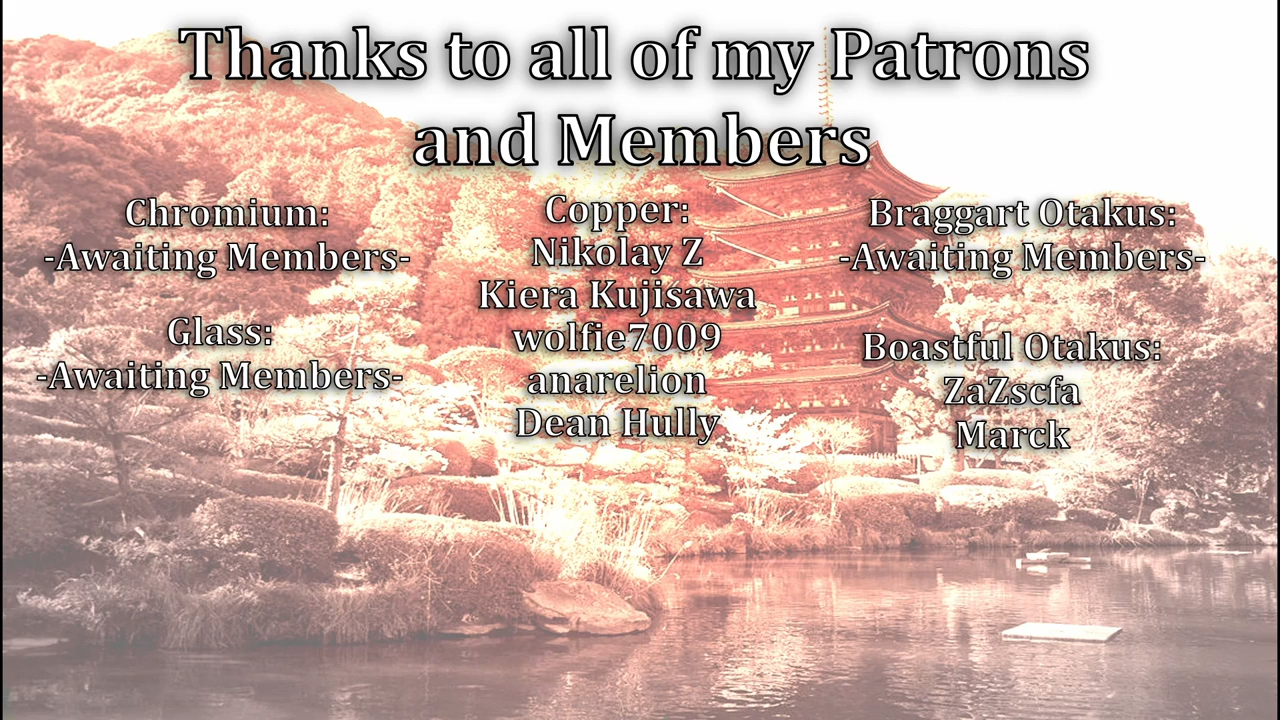 Thanks to all of my Patrons
and Members
Chromium:
-Awaiting Members-
Glass:
-Awaiting Members-
Copper:
Nikolay Z
Kiera Kujisawa
wolfie7009
anarelion
Dean Hully
Braggart Otakus:
-Awaiting Members-
Boastful Otakus:
ZaZscfa
Marck